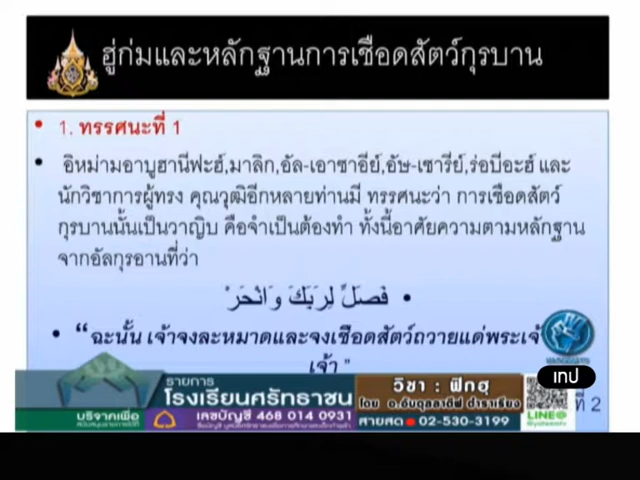 ฮู่ก่มและหลักฐานการเชือดสัตว์กุรบาน
• 1. ทรรศนะที่ 1
• อิหม่ามอาบูฮานีฟะฮ์,มาลิก,อัล-เอาซาอีย์,อัษ-เซารีย์,ร่อบีอะฮ์ และ
นักวิชาการผู้ทรง คุณวุฒิอีกหลายท่านมี ทรรศนะว่า การเชือดสัตว์
กุรบานนั้นเป็นวาญิบ คือจำเป็นต้องทำ ทั้งนี้อาศัยความตามหลักฐาน
จากอัลกุรอานที่ว่า
• فَصَلِّ لِرَبِّكَ وَانْحَرْ
• “ฉะนั้น เจ้าจงละหมาดและจงเชือดสัตว์ถวายแด่พระเจ้
เจ้า ”
เทป
ที่ 2
รายการ
โรงเรียนศรัทธาชน
วิชา : ฟิกฮุ
โดย
บริจาคเพื่อ
เลขบัญชี 468 014 0931
สายสด 02-530-3199
LINE@